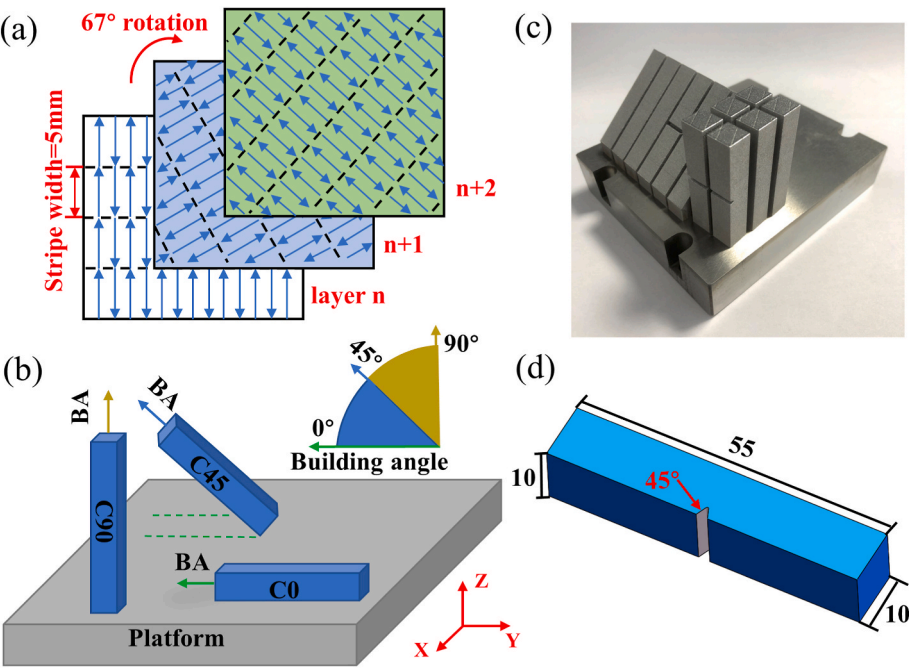 (a)
67° rotation
Stripe width=5mm
n+2
n+1
layer n
(b)
BA
BA
45°
90°
0°
Building angle
C90
C45
BA
C0
Platform
Z
X
Y
(c)
(d)
55
10
45°
10